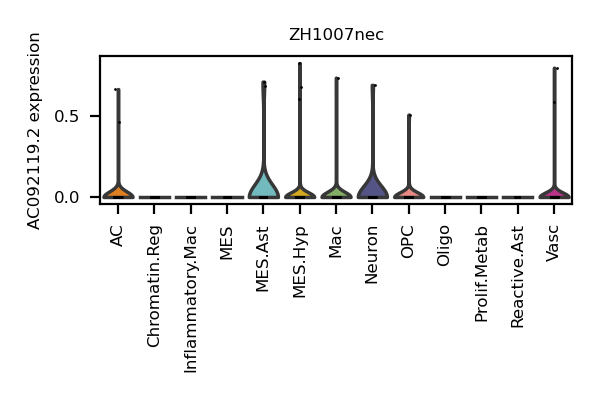 ZH1007nec
AC092119.2 expression
0.5
0.0
AC
Chromatin.Reg
Inflammatory.Mac
MES
MES.Ast
MES.Hyp
Mac
Neuron
OPC
Oligo
Prolif.Metab
Reactive.Ast
Vasc